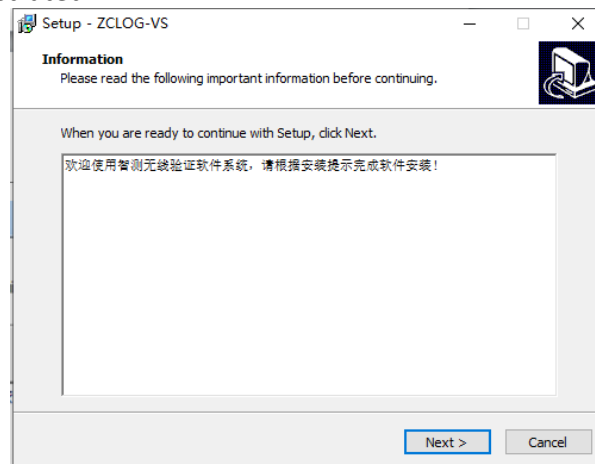 Setup - ZCLOG-VS
Information
Please read the following important information before continuing.
When you are ready to continue with Setup, click Next.
欢迎使用智测无线验证软件系统，请根据安装提示完成软件安装！
Next >
Cancel